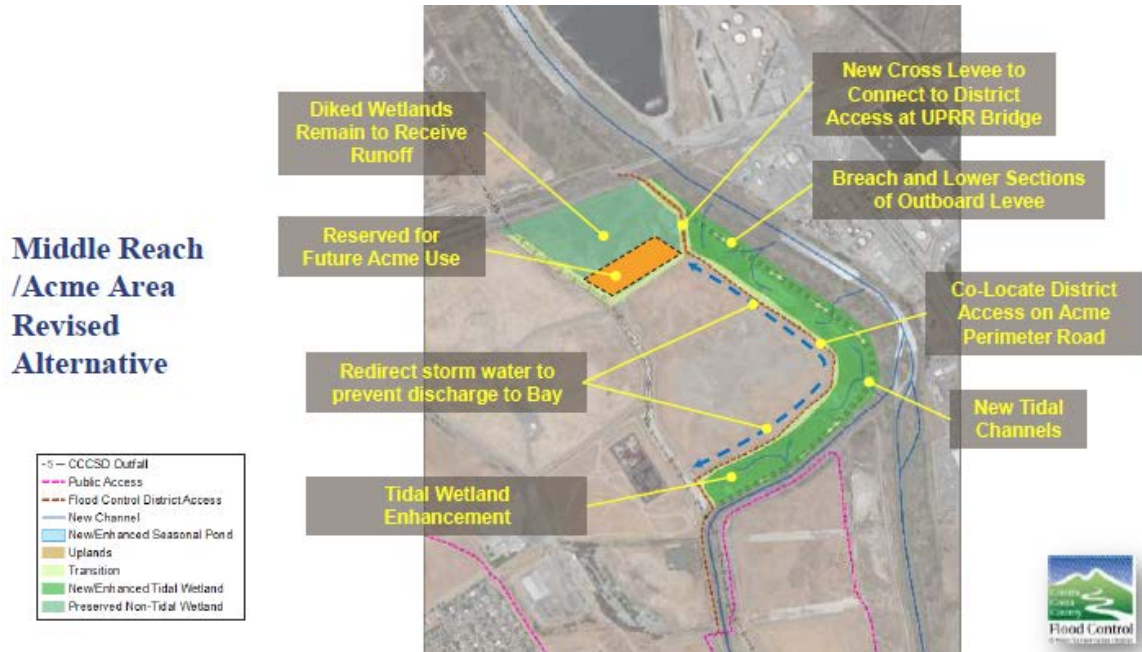 Middle Reach
/Acme Area
Revised
Alternative
Diked Wetlands
Remain to Receive
Runoff
Reserved for
Future Acme Use
Redirect storm water to
prevent discharge to Bay
Tidal Wetland
Enhancement
New Cross Levee to
Connect to District
Access at UPRR Bridge
Breach and Lower Sections
of Outboard Levee
Co-Locate District
Access on Acme
Perimeter Road
New Tidal
Channels
-S- CCCSD Outfall
Public Access
Flood Control District Access
New Channel
New/Enhanced Seasonal Pond
Uplands
Transition
New/Enhanced Tidal Wetland
Preserved Non-Tidal Wetland
Contra
Costa
County
Flood Control